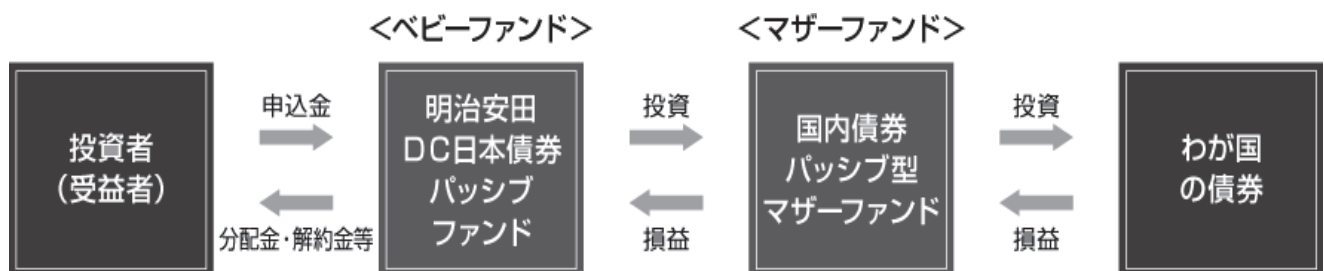 <ベビーファンド>
<マザーファンド>
投資者
(受益者)
申込金
分配金・解約金等
明治安田
DC日本債券
パッシブ
ファンド
投資
損益
国内債券
パッシブ型
マザーファンド
投資
損益
わが国
の債券